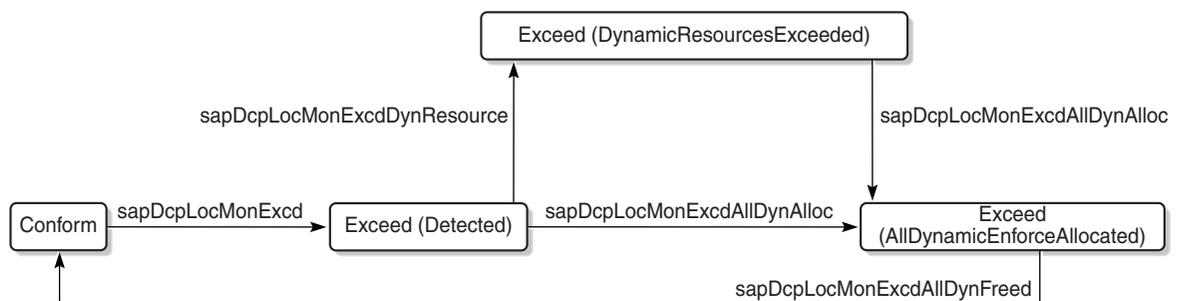 Exceed (DynamicResourcesExceeded)
sapDcpLocMonExcdDynResource
sapDcpLocMonExcdAllDynAlloc
Conform
sapDcpLocMonExcd
Exceed (Detected)
sapDcpLocMonExcdAllDynAlloc
Exceed
(AllDynamicEnforceAllocated)
sapDcpLocMonExcdAllDynFreed